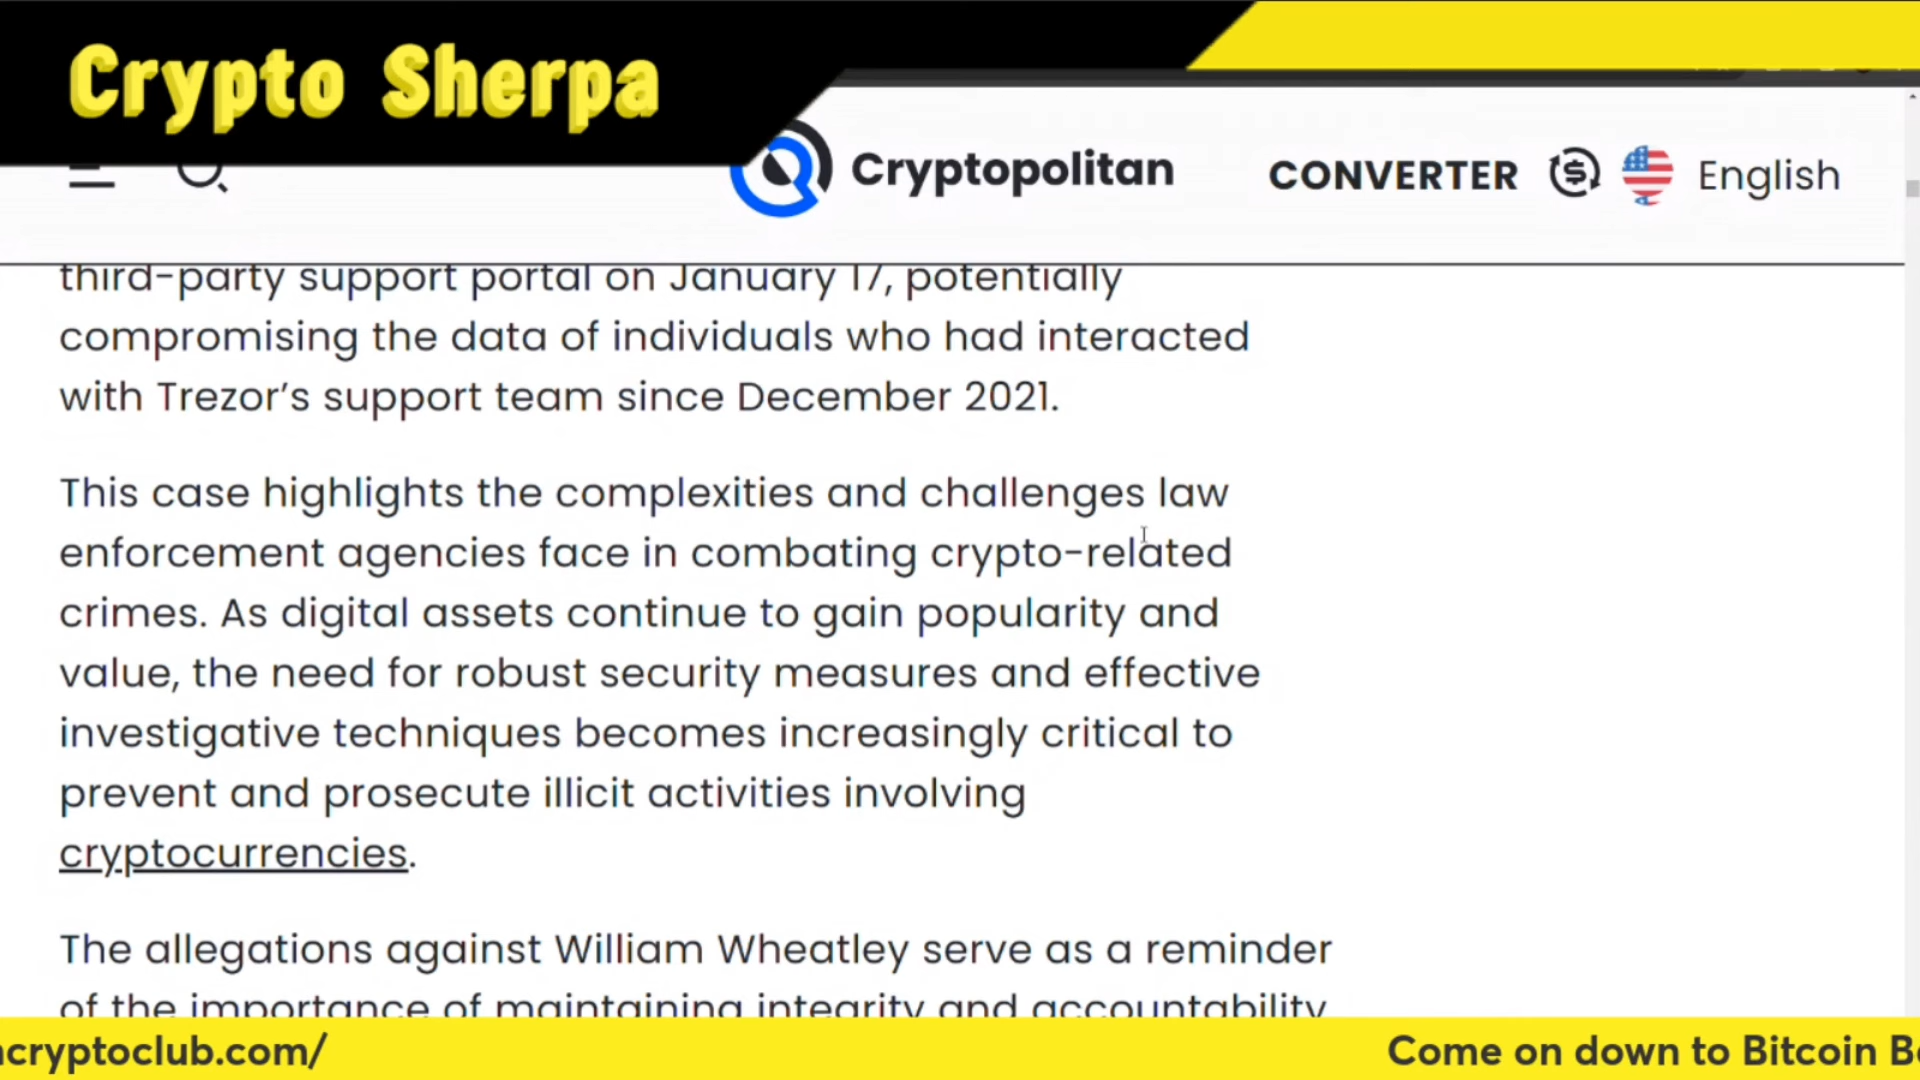 Crypto Sherpa
Cryptopolitan
CONVERTER
English
third-party support portal on January 17, potentially
compromising the data of individuals who had interacted
with Trezor’s support team since December 2021.
This case highlights the complexities and challenges law
enforcement agencies face in combating crypto-related
crimes. As digital assets continue to gain popularity and
value, the need for robust security measures and effective
investigative techniques becomes increasingly critical to
prevent and prosecute illicit activities involving
cryptocurrencies.
The allegations against William Wheatley serve as a reminder
of the importance of maintaining integrity and accountability
cryptoclub.com/
Come on down to Bitcoin